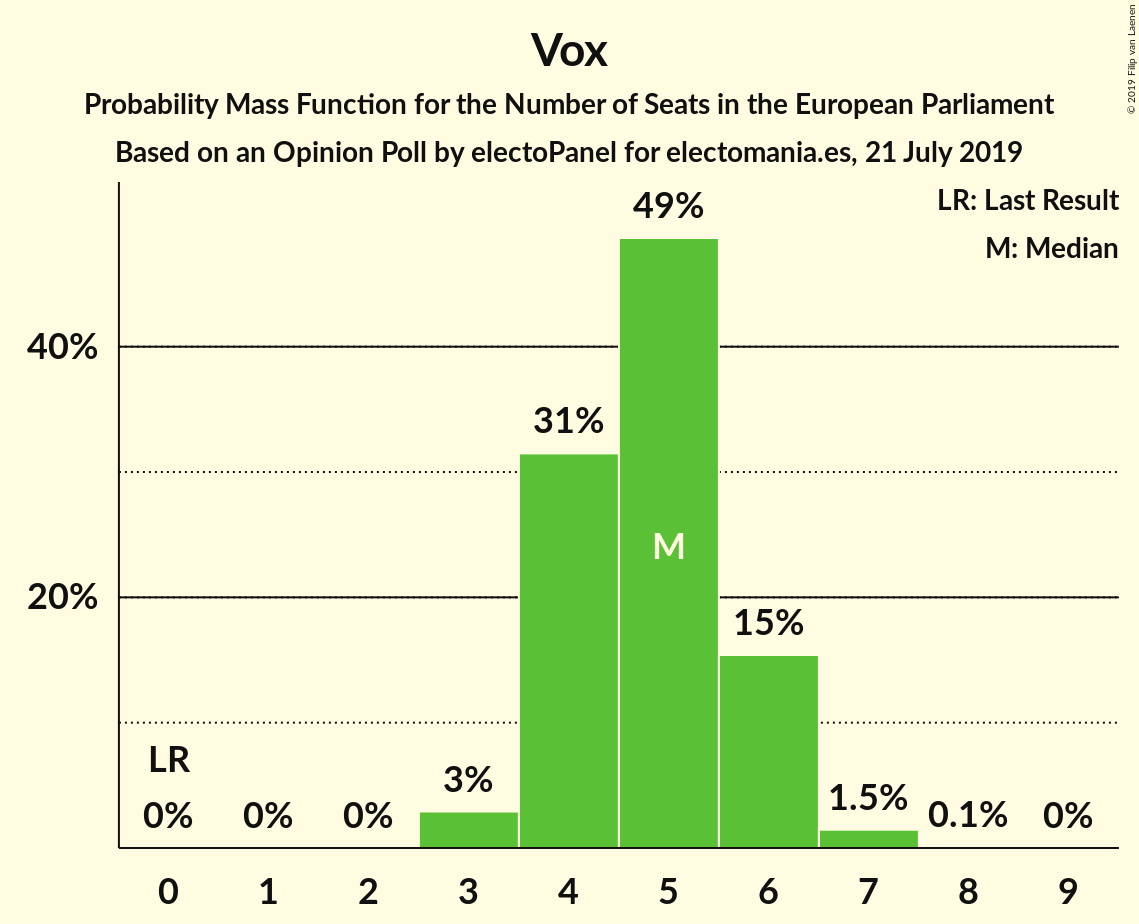 Vox
Probability Mass Function for the Number of Seats in the European Parliament
Based on an Opinion Poll by electoPanel for electomania.es, 21 July 2019
© 2019 Filip van Laenen
LR: Last Result
M: Median
49%
40%
31%
M
20%
15%
LR
0%
0%
0%
3%
1.5%
0.1%
0%
0
1
2
3
4
5
6
7
8
9